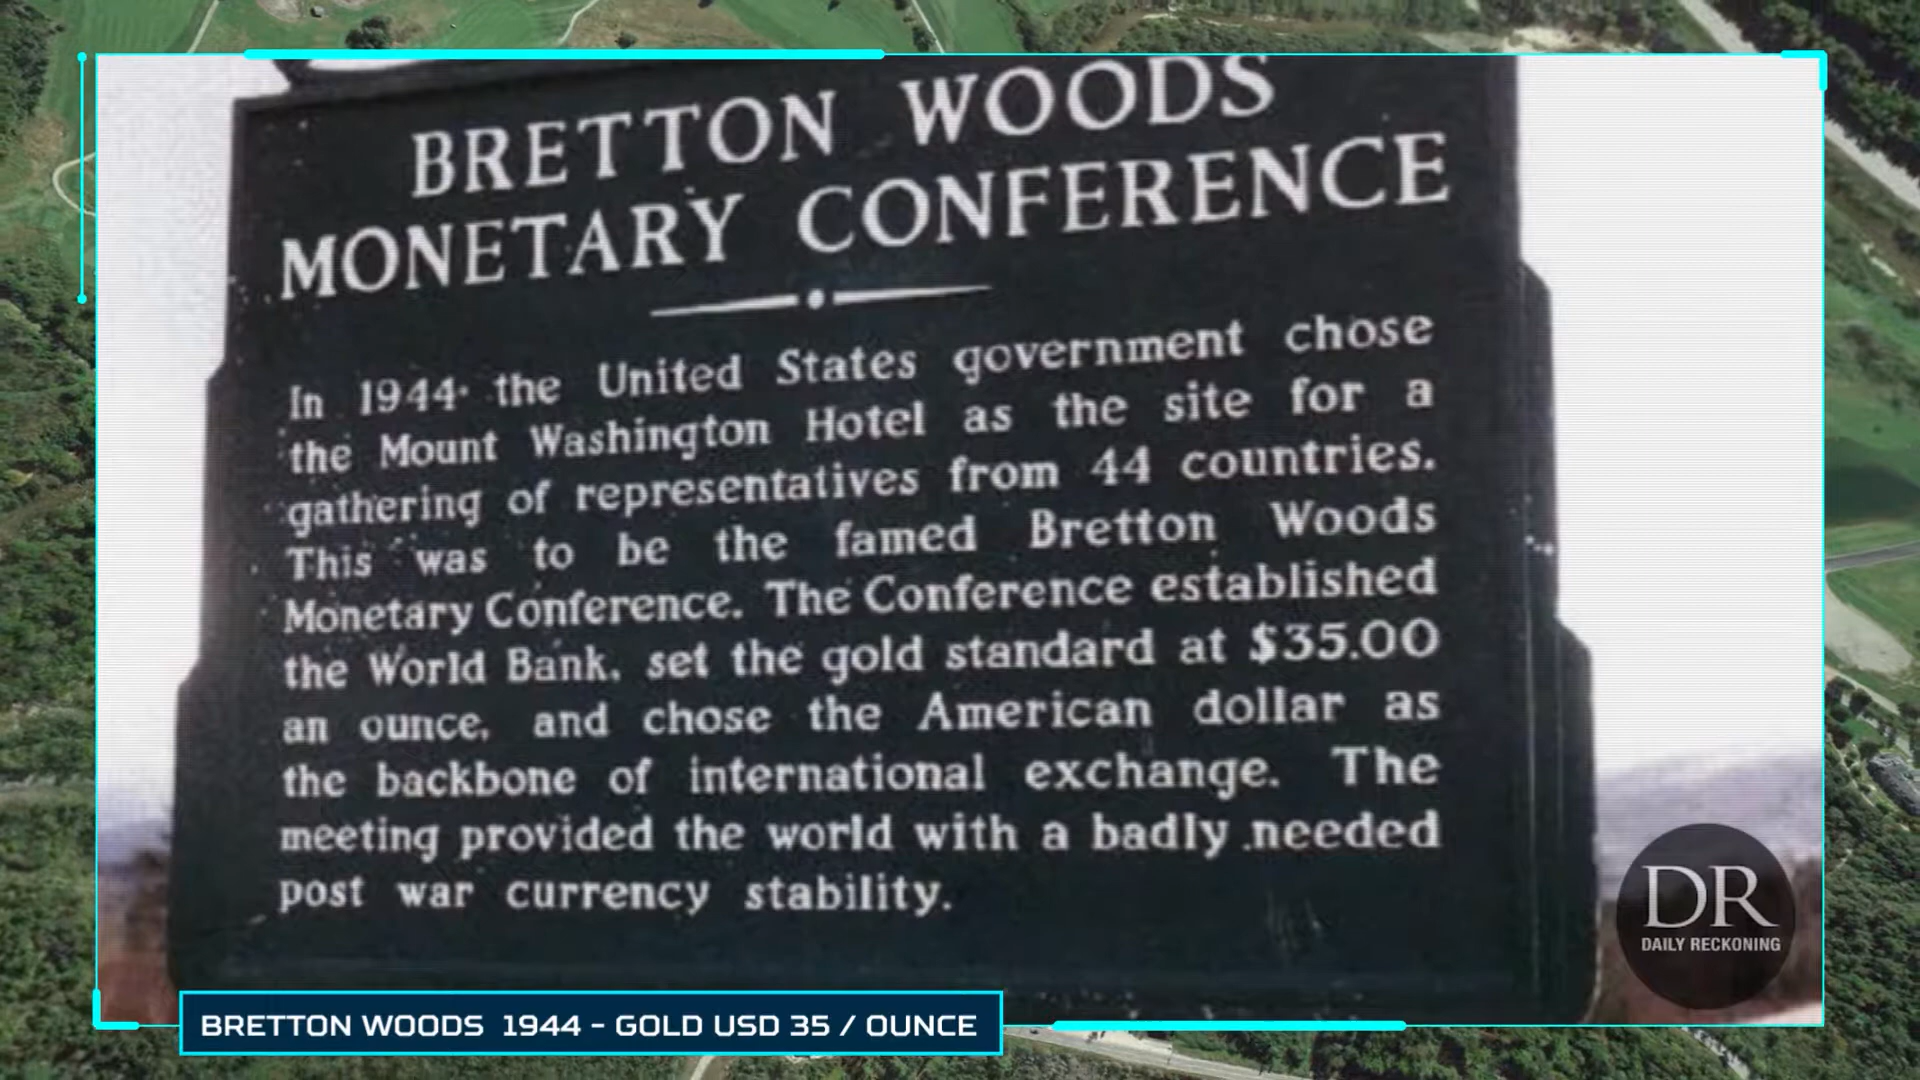 BRETTON WOODS
MONETARY CONFERENCE
In 1944 the United States government chose
the Mount Washington Hotel as the site for a
gathering of representatives from 44 countries.
This was to be the famed Bretton Woods
Monetary Conference. The Conference established
the World Bank, set the gold standard at $35.00
an ounce, and chose the American dollar as
the backbone of international exchange. The
meeting provided the world with a badly needed
post war currency stability.
DR
DAILY RECKONING
BRETTON WOODS 1944 - GOLD USD 35 / OUNCE